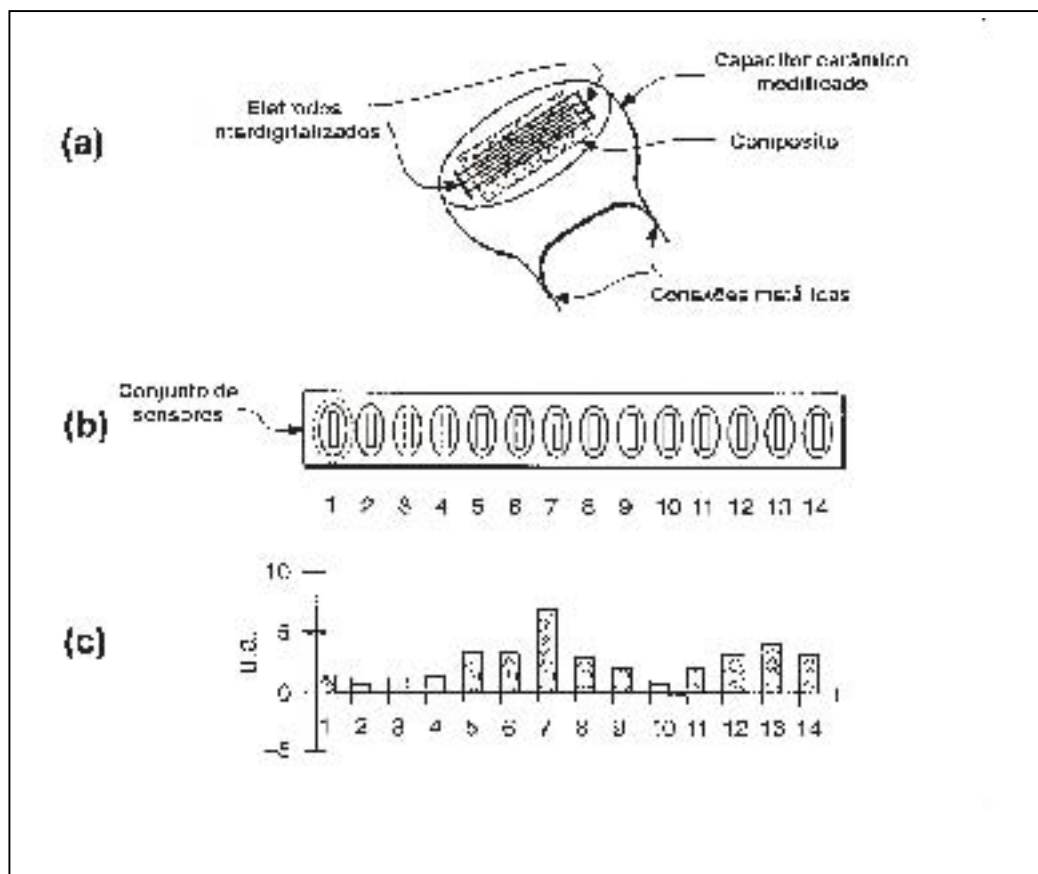 Capacitor cerâmico
modificado
Eletrodos
interdigitalizados
(a)
Compósito
Conexões metálicas
Conjunto de
sensores
(b)
1 2 3 4 5 6 7 8 9 10 11 12 13 14
10
(c)
u.a.
5
0
1 2 3 4 5 6 7 8 9 10 11 12 13 14
-5